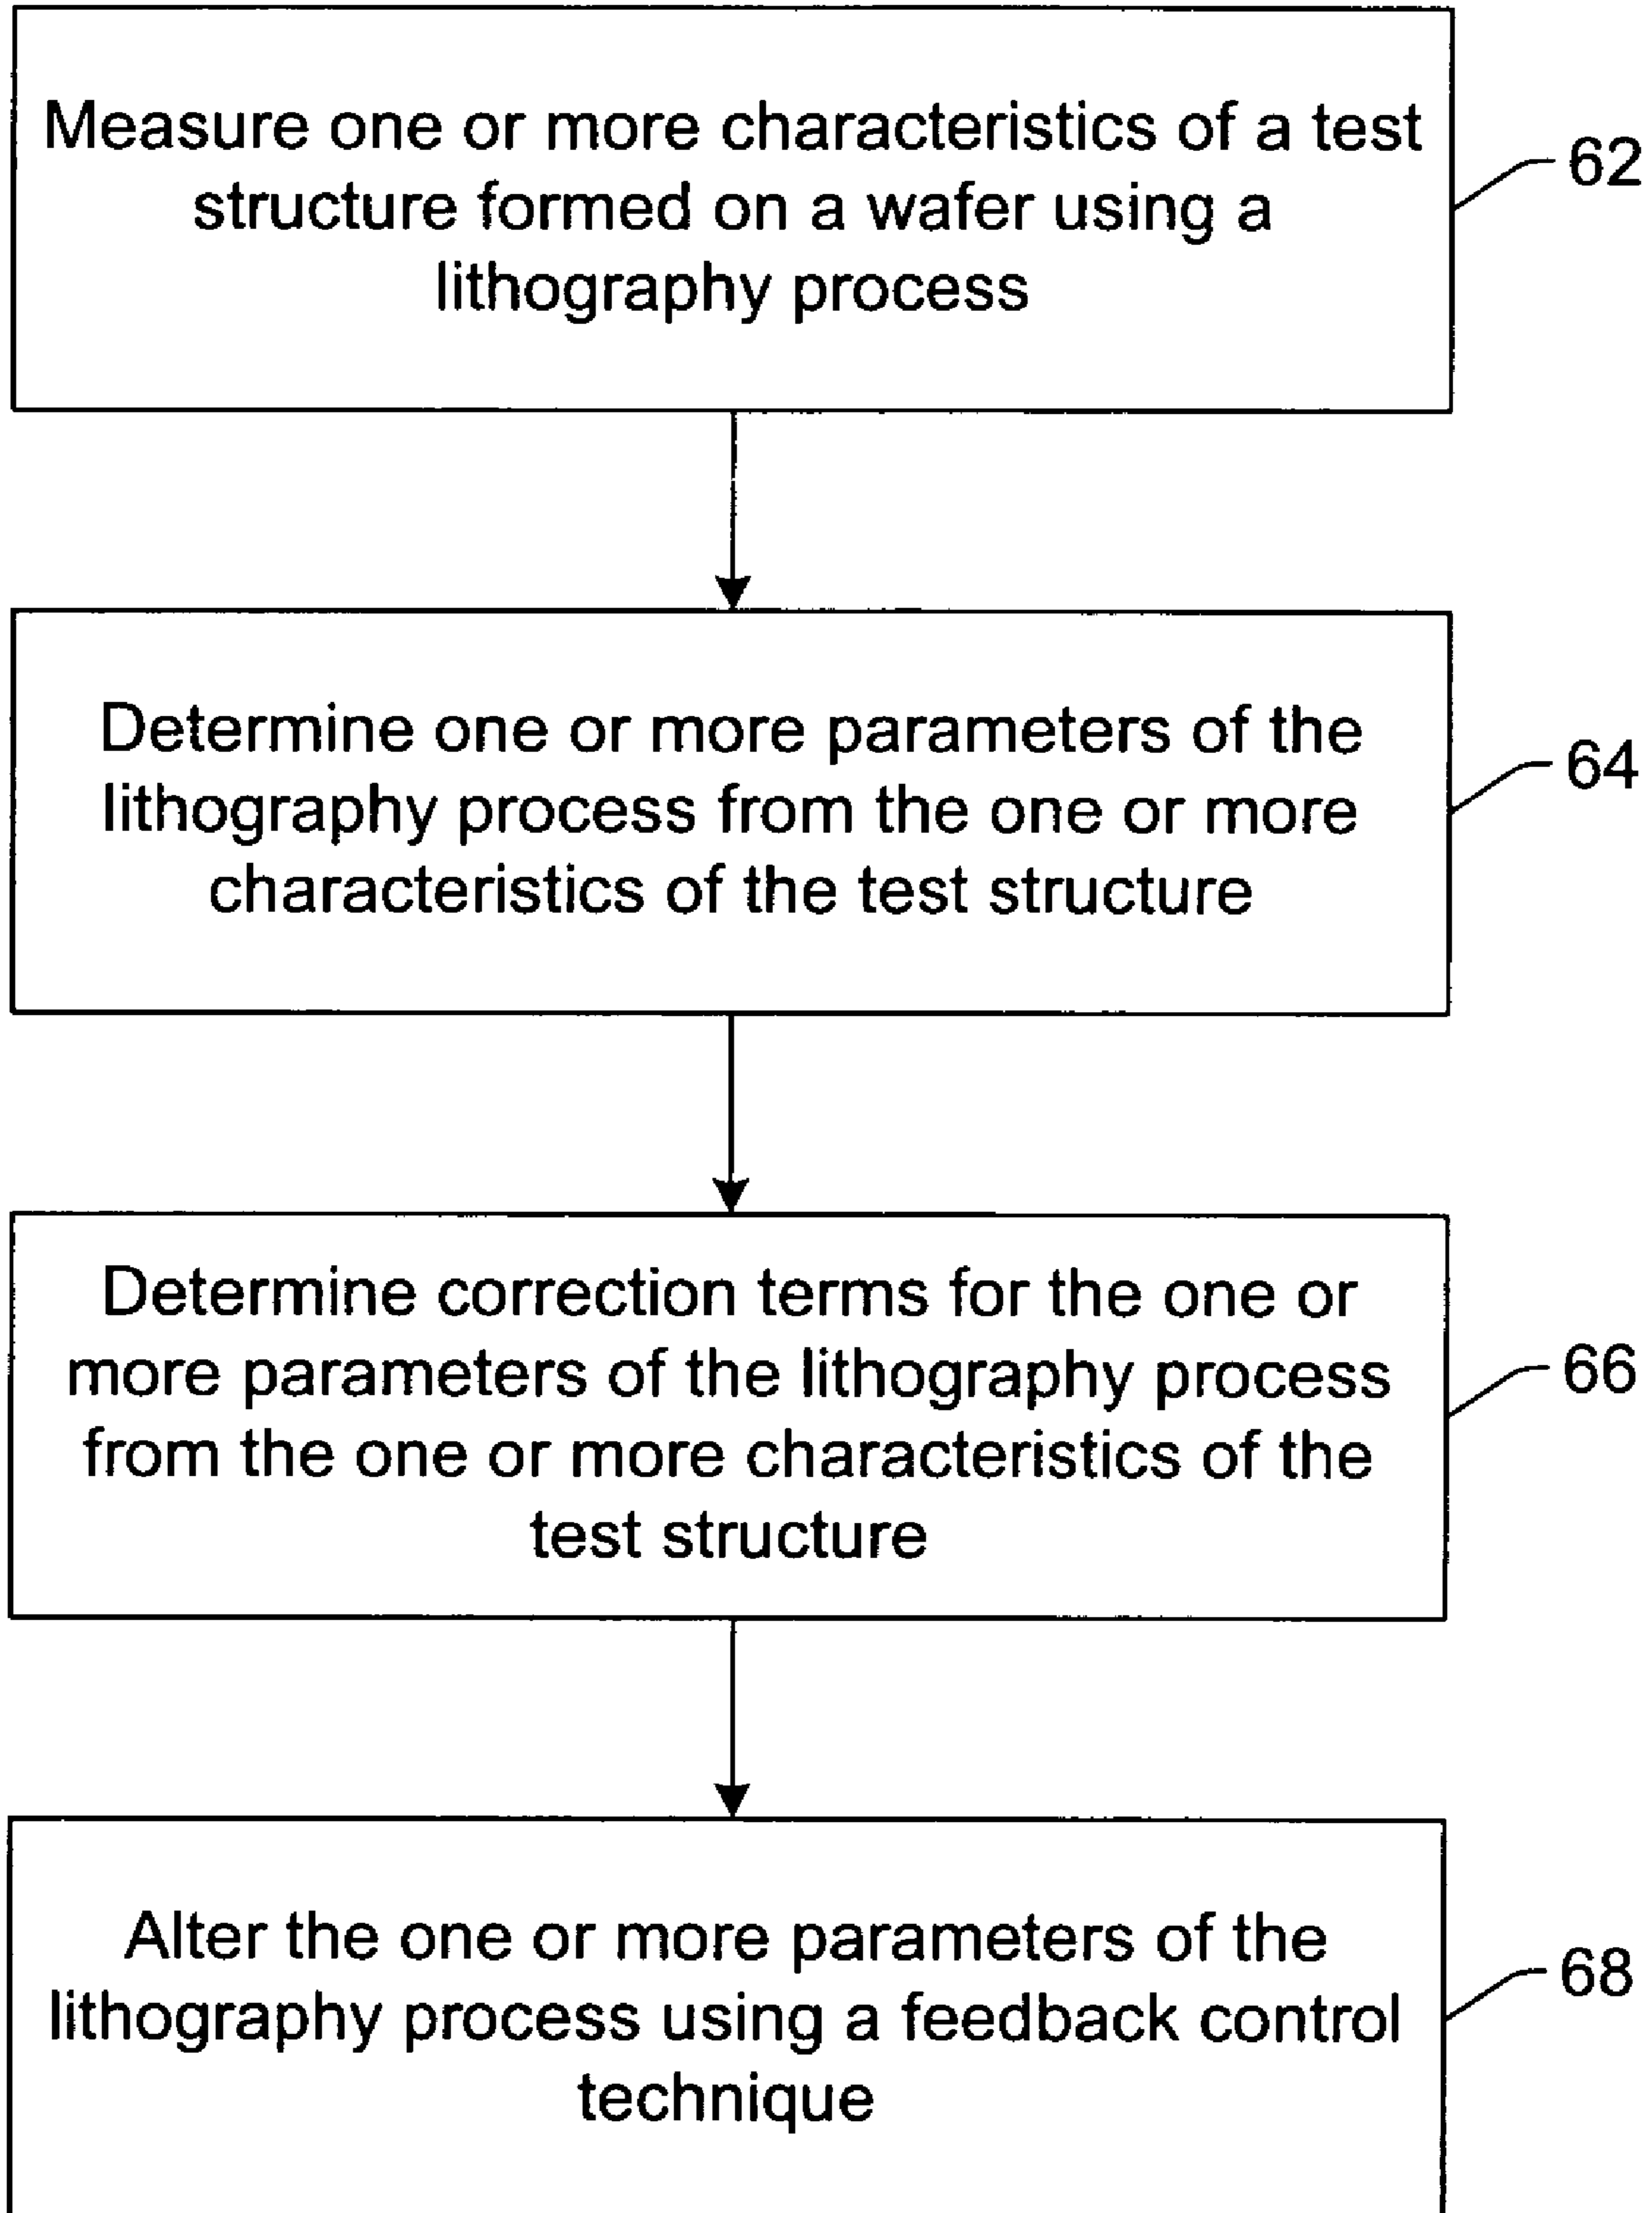 Measure one or more characteristics of a test
structure formed on a wafer using a
lithography process
62
Determine one or more parameters of the
lithography process from the one or more
characteristics of the test structure
64
Determine correction terms for the one or
more parameters of the lithography process
from the one or more characteristics of the
test structure
66
Alter the one or more parameters of the
lithography process using a feedback control
technique
68